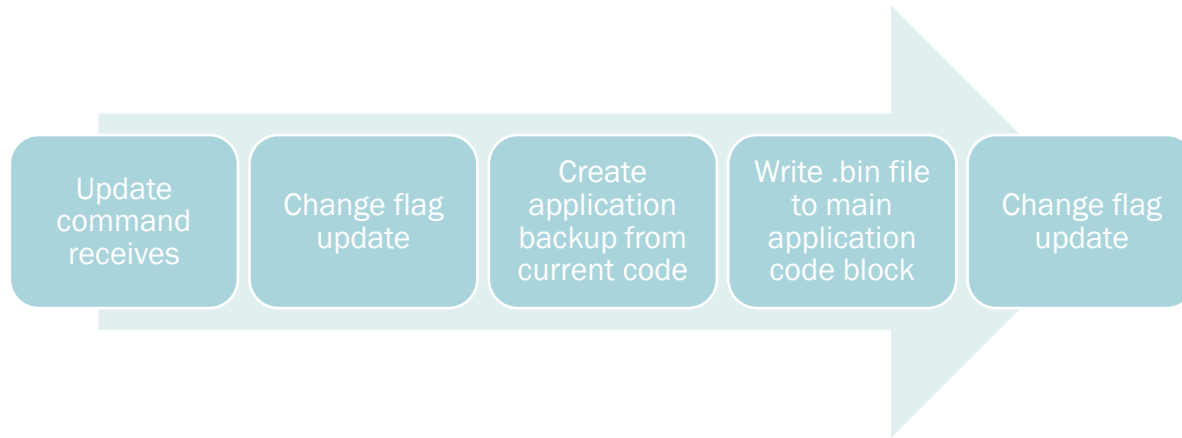 Update
command
receives
Change flag
update
Create
application
backup from
current code
Write .bin file
to main
application
code block
Change flag
update